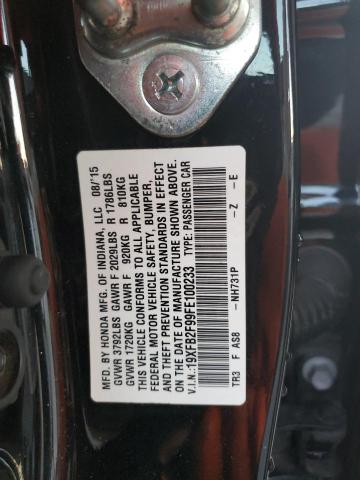 MFD. BY HONDA MFG. OF INDIANA, LLC 08/'15
GVWR 3792LBS GAWR F 2029LBS R 1786LBS
GVWR 1720KG GAWR F 920KG R 810KG
THIS VEHICLE CONFORMS TO ALL APPLICABLE
FEDERAL MOTOR VEHICLE SAFETY, BUMPER,
AND THEFT PREVENTION STANDARDS IN EFFECT
ON THE DATE OF MANUFACTURE SHOWN ABOVE.
V.I.N.:19XFB2F99FE100233 TYPE: PASSENGER CAR
TR3 F AS8 -NH731P -Z -E